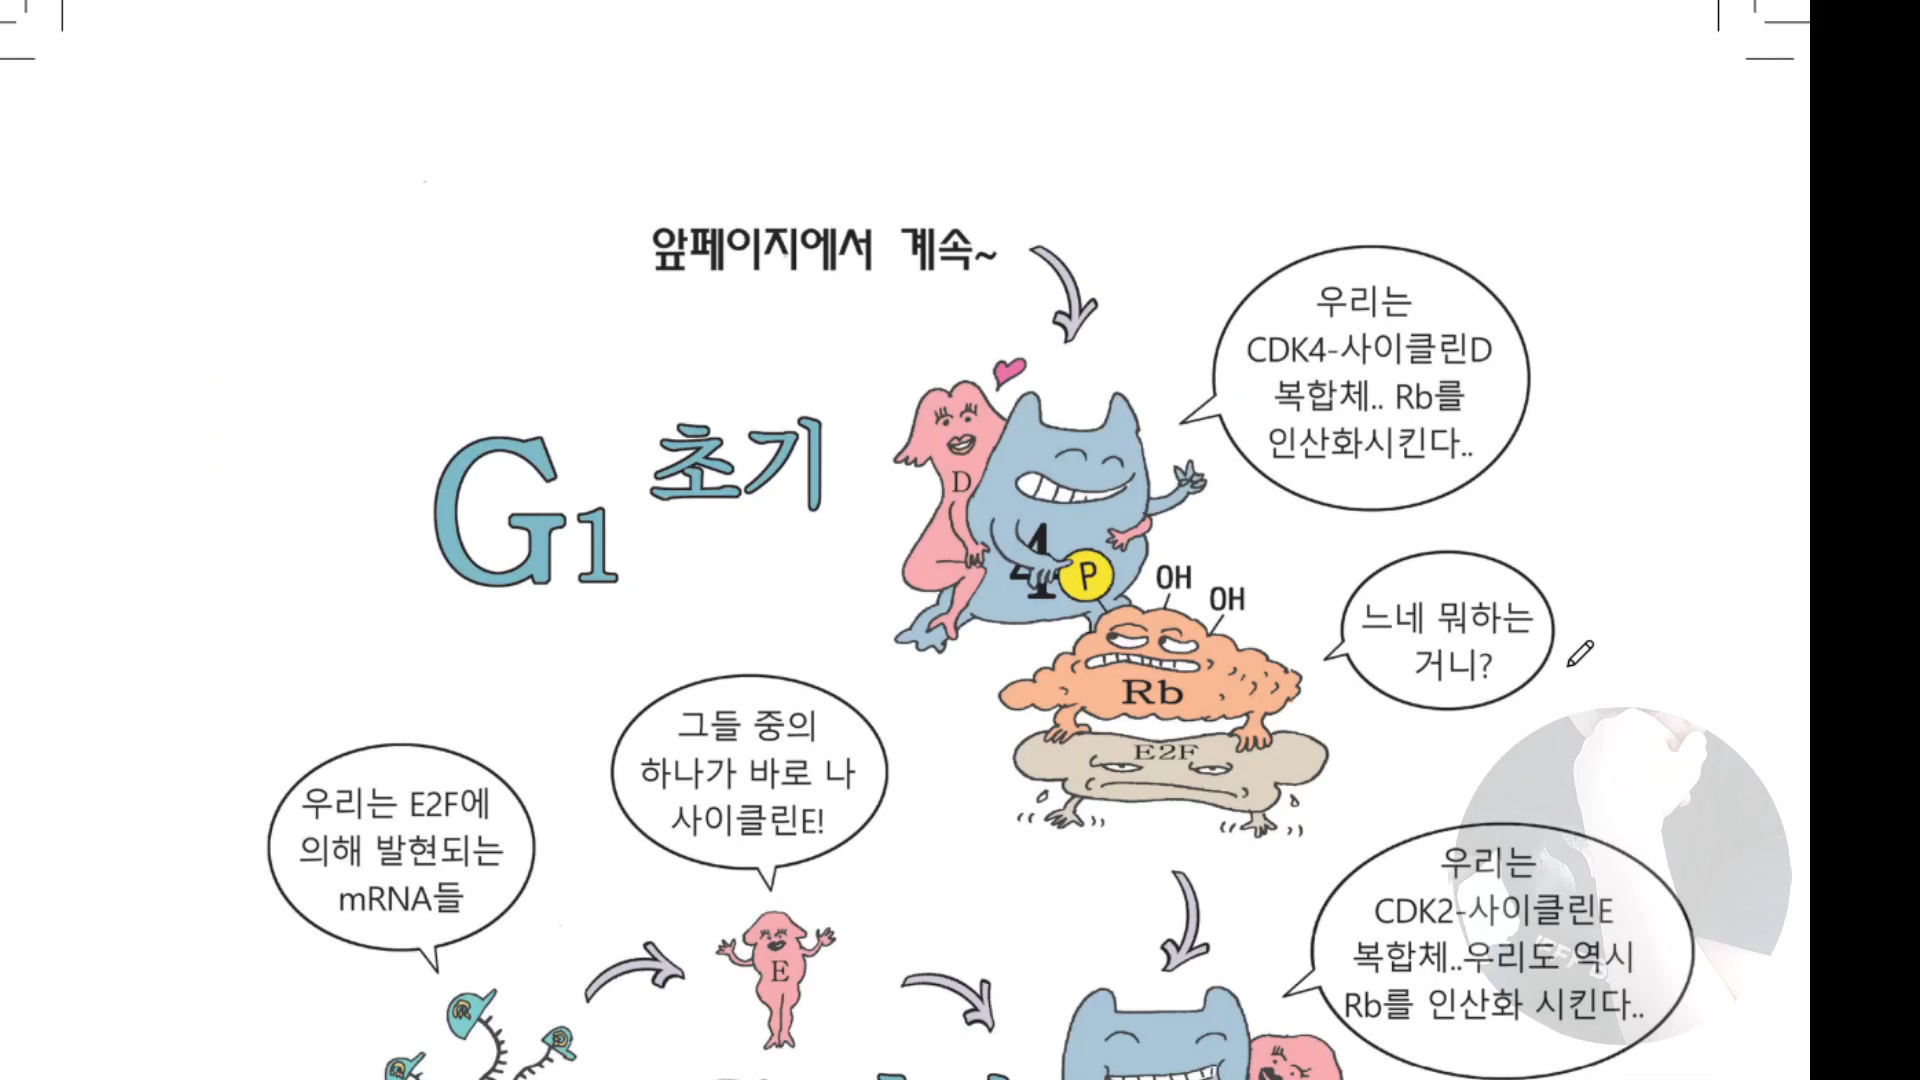 앞페이지에서 계속~
우리는
CDK4-사이클린D
복합체.. Rb를
인산화시킨다..
G1 초기
D
4
P
OH
OH
느네 뭐하는
거니?
Rb
E2F
그들 중의
하나가 바로 나
사이클린E!
우리는 E2F에
의해 발현되는
mRNA들
E
우리는
CDK2-사이클린E
복합체..우리도 역시
Rb를 인산화 시킨다..